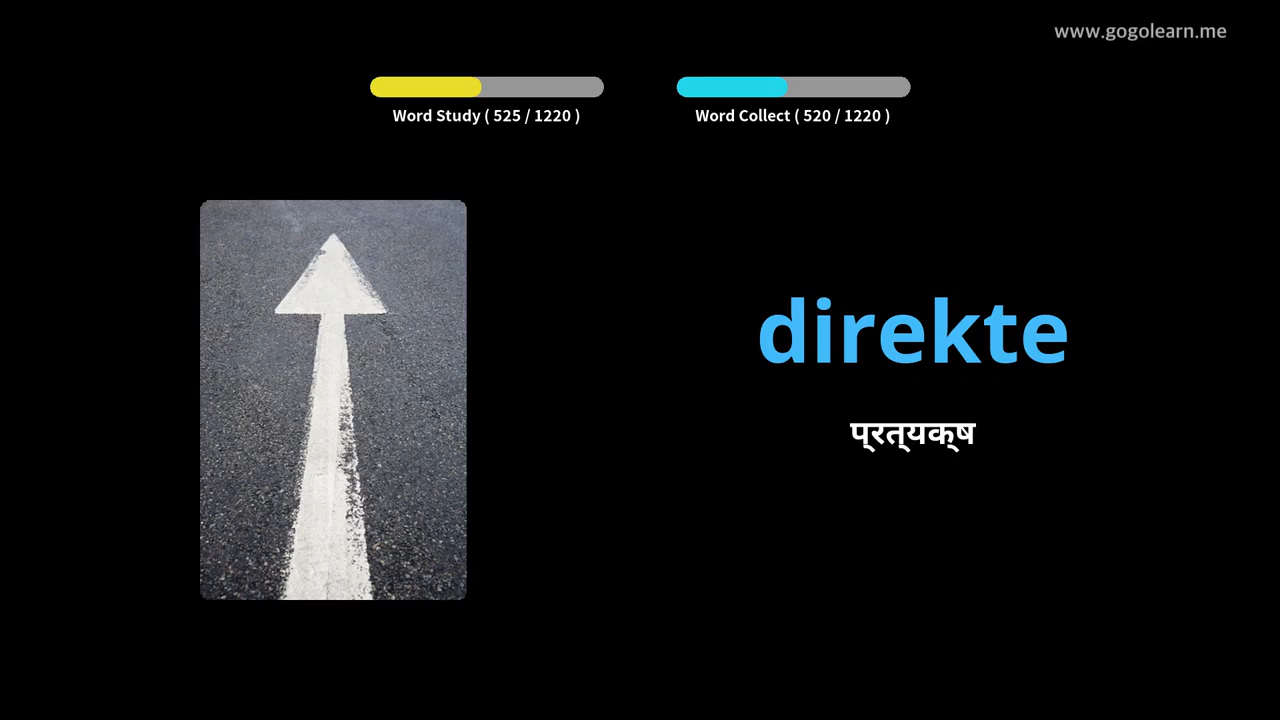 www.gogolearn.me
Word Study ( 525 / 1220 )
Word Collect ( 520 / 1220 )
direkte
प्रत्यक्ष